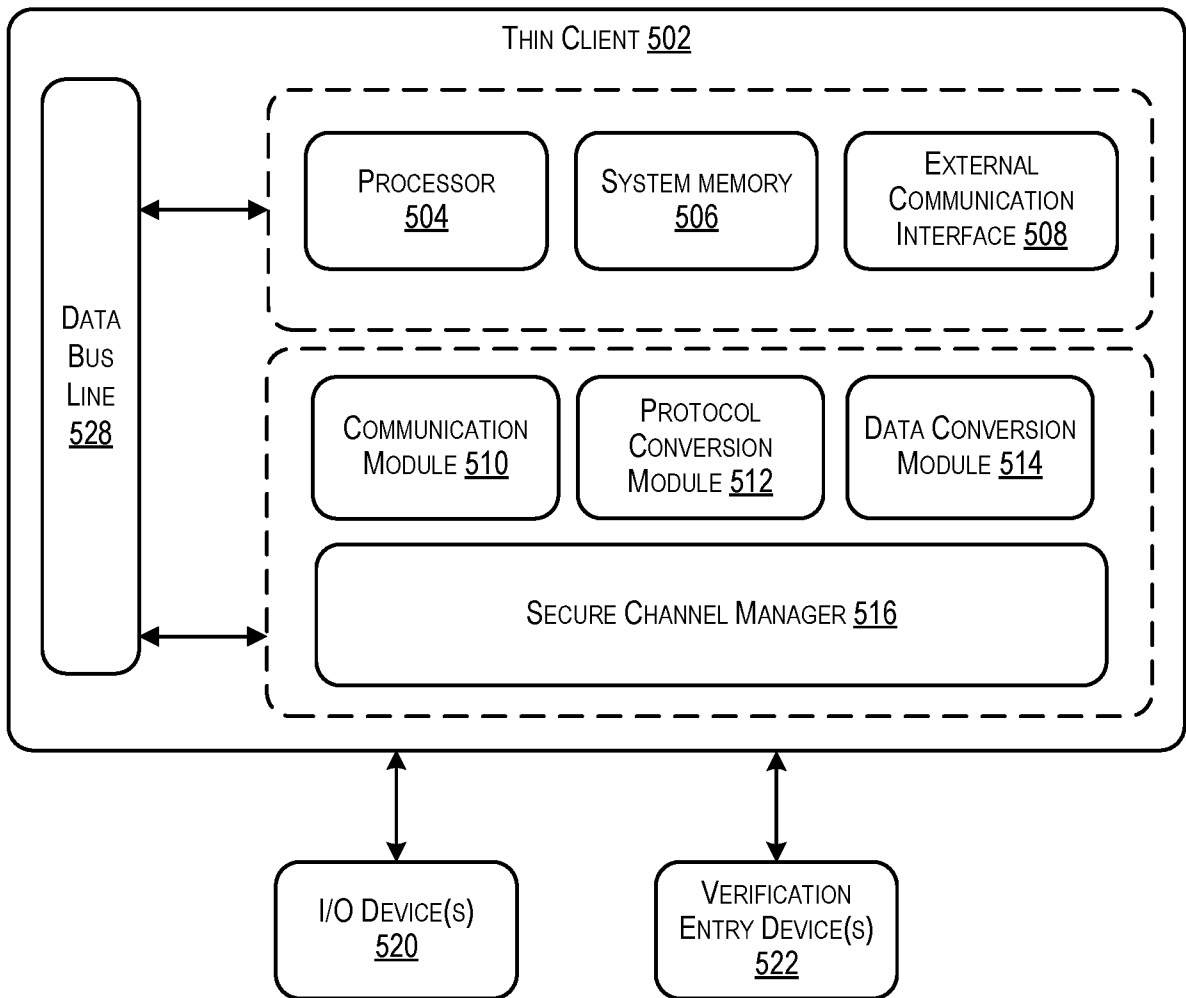 THIN CLIENT 502
DATA
BUS
LINE
528
PROCESSOR
504
SYSTEM MEMORY
506
EXTERNAL
COMMUNICATION
INTERFACE 508
COMMUNICATION
MODULE 510
PROTOCOL
CONVERSION
MODULE 512
DATA CONVERSION
MODULE 514
SECURE CHANNEL MANAGER 516
I/O DEVICE(S)
520
VERIFICATION
ENTRY DEVICE(S)
522